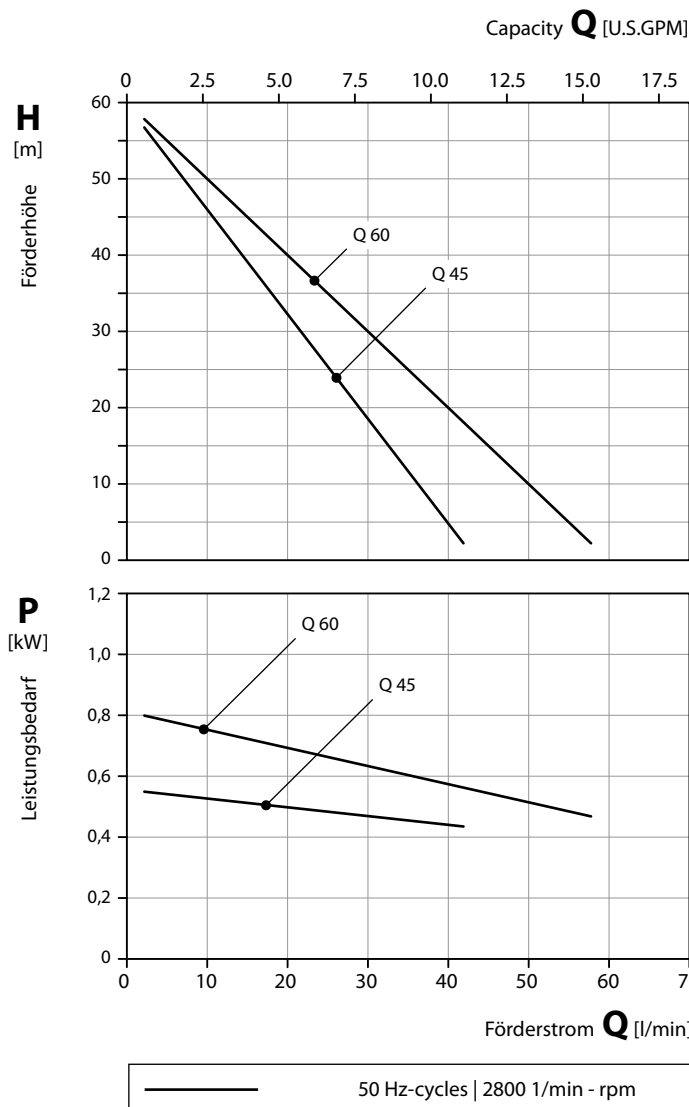 Capacity Q [U.S.GPM]
0 2.5 5.0 7.5 10.0 12.5 15.0 17.5
H
[m]
Förderhöhe
60
50
40
30
20
10
0
Q 60
Q 45
P
[kW]
Leistungsbedarf
1,2
1,0
0,8
0,6
0,4
0,2
0
Q 60
Q 45
0 10 20 30 40 50 60 7
Förderstrom Q [l/min]
50 Hz-cycles | 2800 1/min - rpm